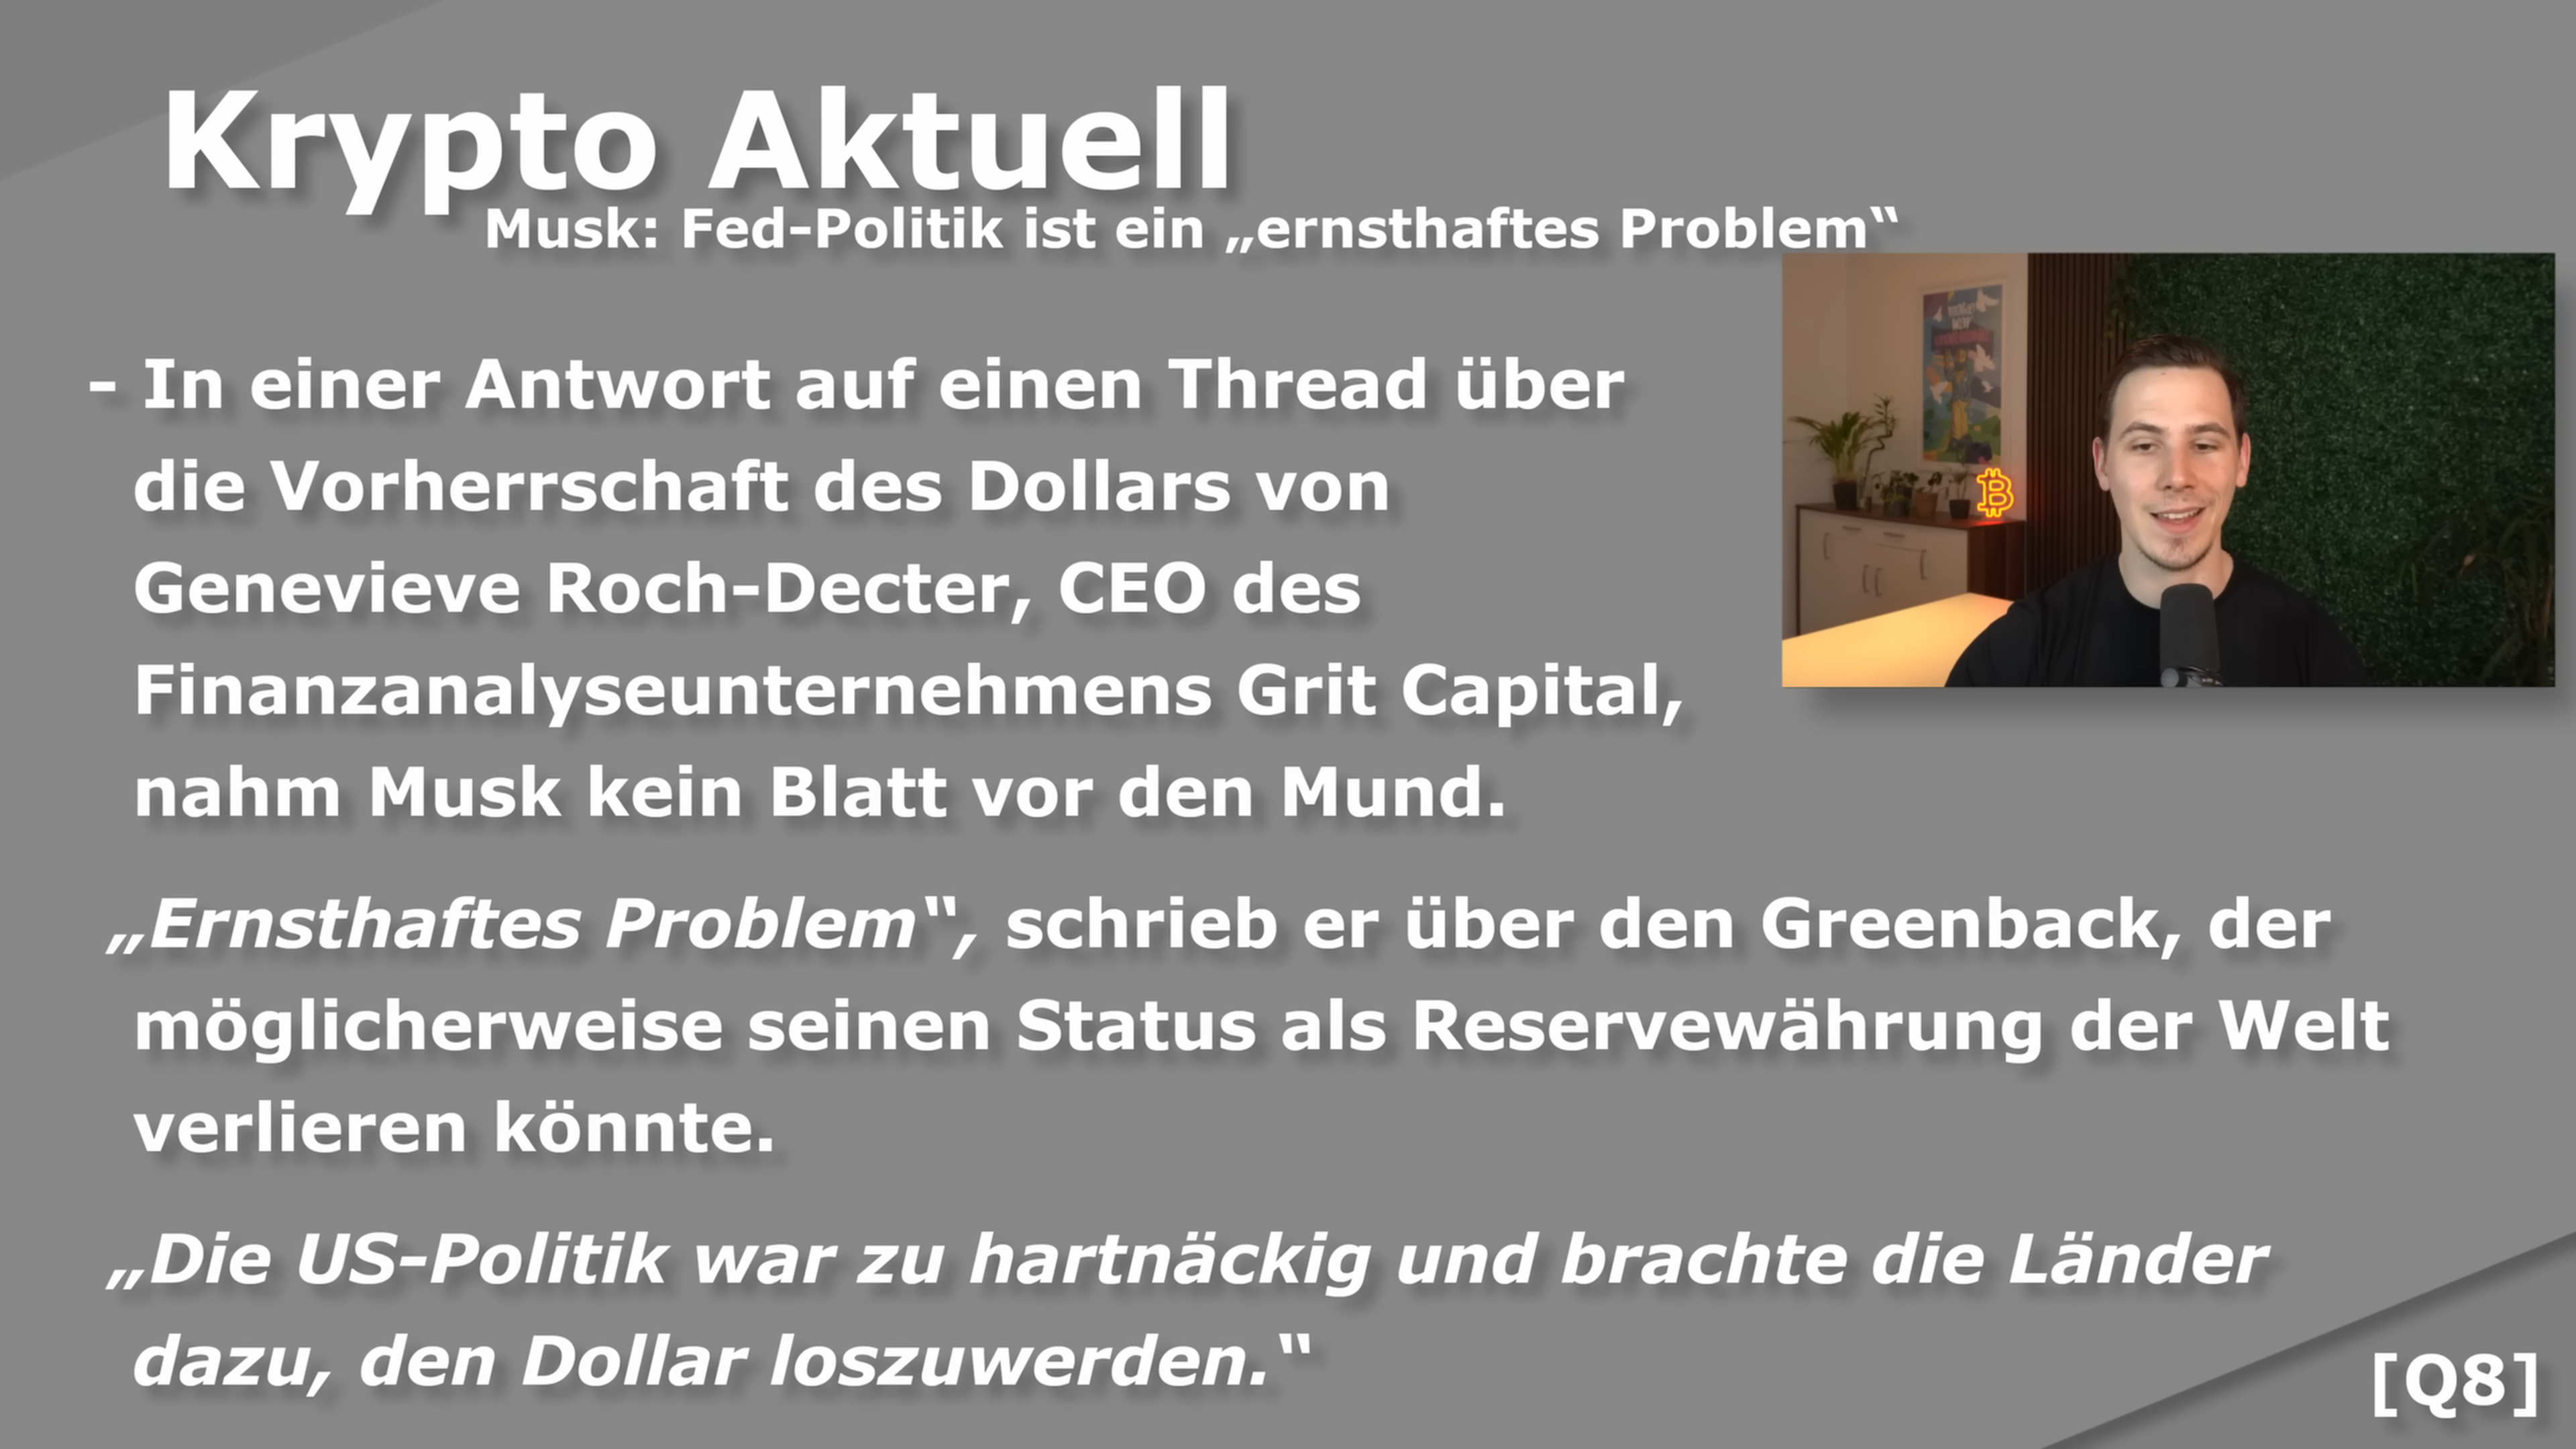 Krypto Aktuell
Musk: Fed-Politik ist ein „ernsthaftes Problem“
- In einer Antwort auf einen Thread über
die Vorherrschaft des Dollars von
Genevieve Roch-Decter, CEO des
Finanzanalyseunternehmens Grit Capital,
nahm Musk kein Blatt vor den Mund.
„Ernsthaftes Problem“, schrieb er über den Greenback, der
möglicherweise seinen Status als Reservewährung der Welt
verlieren könnte.
„Die US-Politik war zu hartnäckig und brachte die Länder
dazu, den Dollar loszuwerden.“
[Q8]